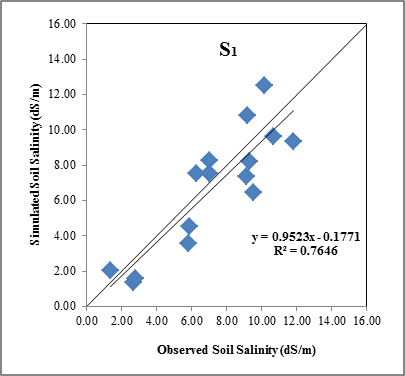 S1
Simulated Soil Salinity (dS/m)
16.00
14.00
12.00
10.00
8.00
6.00
4.00
2.00
0.00
y = 0.9523x - 0.1771
R² = 0.7646
0.00 2.00 4.00 6.00 8.00 10.00 12.00 14.00 16.00
Observed Soil Salinity (dS/m)